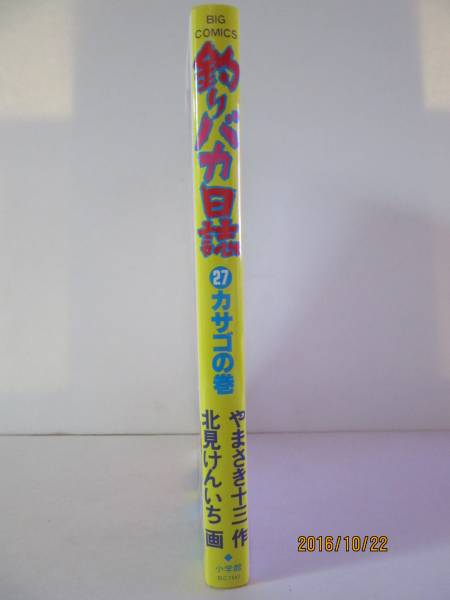 BIG
COMICS
釣りバカ日誌
27
カサゴの巻
やまさき十三 作
北見けんいち 画
小学館
2016/10/22